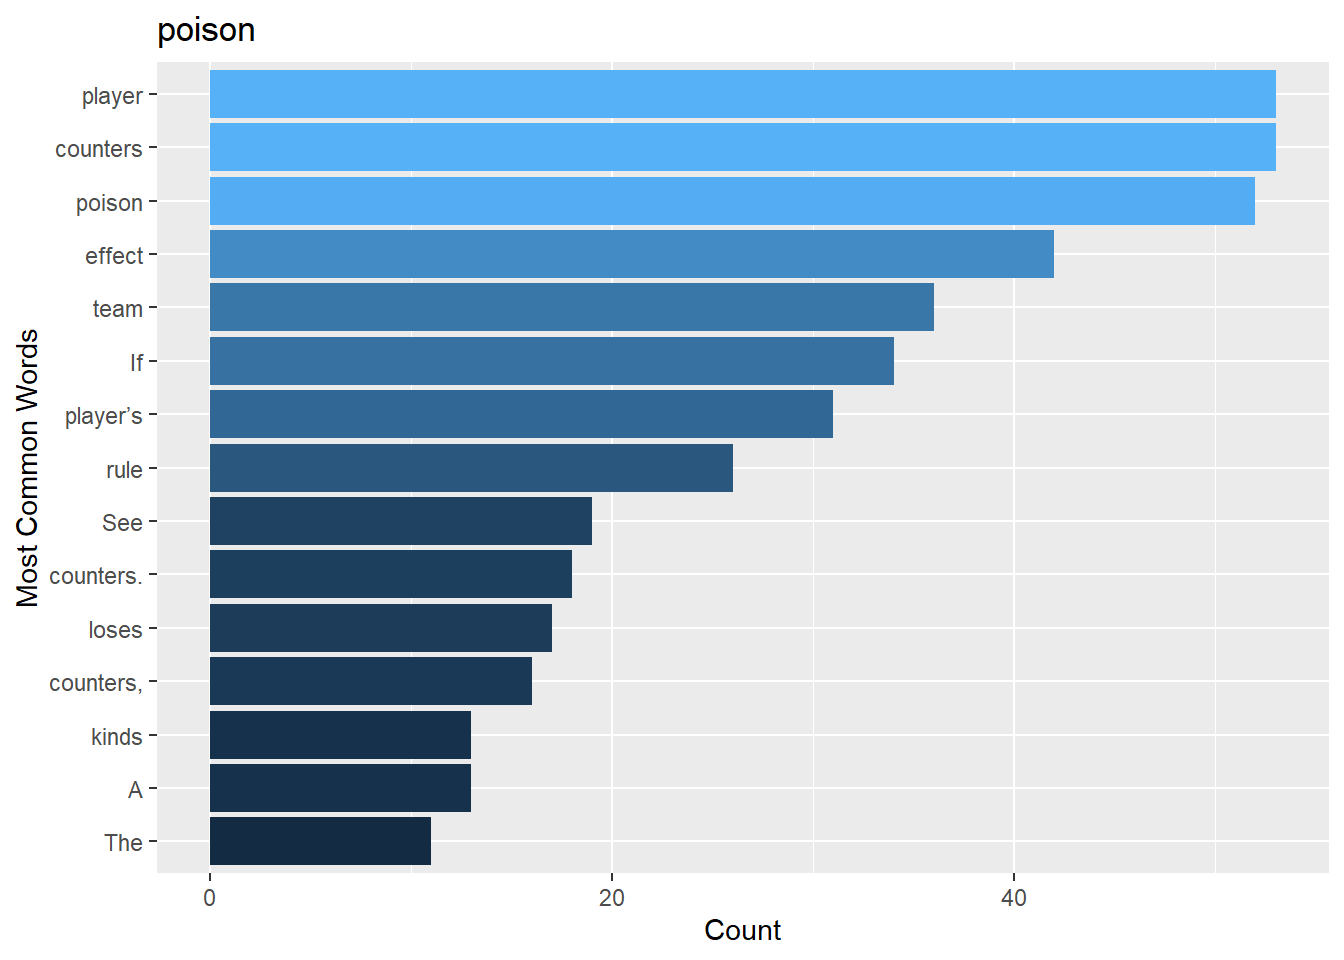 poison
player
counters
poison
effect
team
If
player’s
rule
See
counters.
loses
counters,
kinds
A
The
Most Common Words
0 20 40
Count